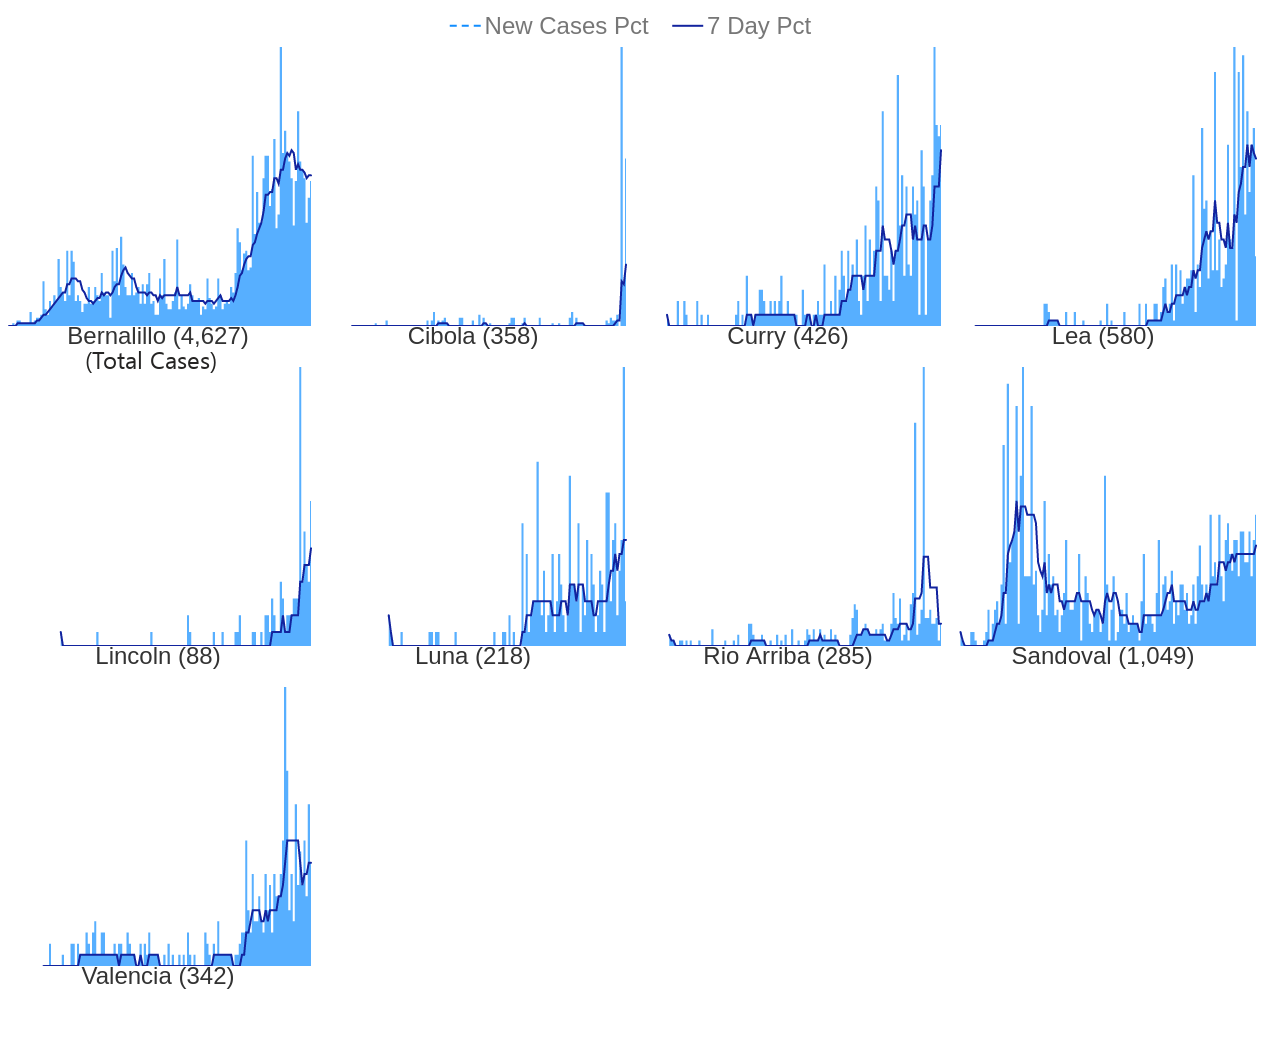 New Cases Pct 7 Day Pct
Bernalillo (4,627) Cibola (358) Curry (426) Lea (580)
(Total Cases)
Lincoln (88) Luna (218) Rio Arriba (285) Sandoval (1,049)
Valencia (342)